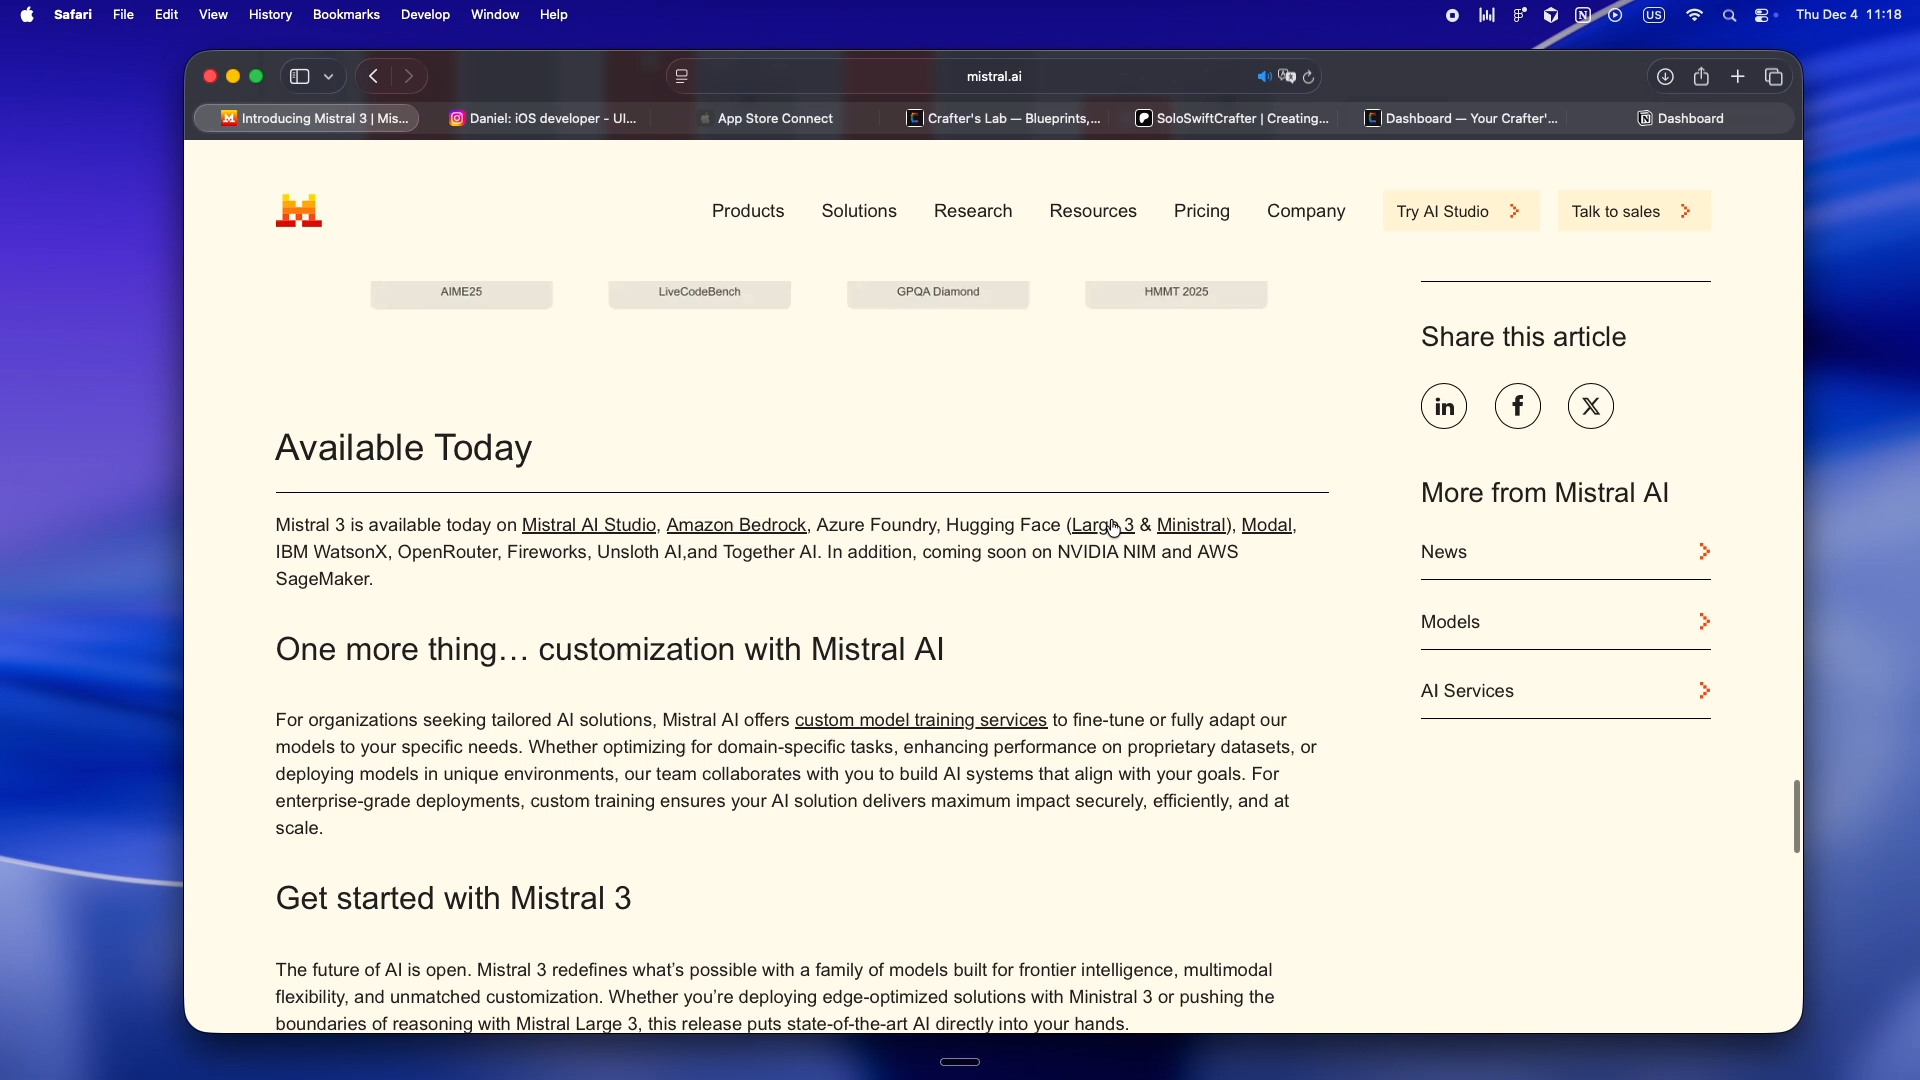 Safari File Edit View History Bookmarks Develop Window Help US Thu Dec 4 11:18
mistral.ai
Introducing Mistral 3 | Mis... Daniel: iOS developer - UI... App Store Connect Crafter's Lab — Blueprints,... SoloSwiftCrafter | Creating... Dashboard — Your Crafter'... Dashboard
Products Solutions Research Resources Pricing Company Try AI Studio Talk to sales
AIME25 LiveCodeBench GPQA Diamond HMMT 2025
Available Today
Mistral 3 is available today on Mistral AI Studio, Amazon Bedrock, Azure Foundry, Hugging Face (Large 3 & Ministral), Modal,
IBM WatsonX, OpenRouter, Fireworks, Unsloth AI,and Together AI. In addition, coming soon on NVIDIA NIM and AWS
SageMaker.
One more thing… customization with Mistral AI
For organizations seeking tailored AI solutions, Mistral AI offers custom model training services to fine-tune or fully adapt our
models to your specific needs. Whether optimizing for domain-specific tasks, enhancing performance on proprietary datasets, or
deploying models in unique environments, our team collaborates with you to build AI systems that align with your goals. For
enterprise-grade deployments, custom training ensures your AI solution delivers maximum impact securely, efficiently, and at
scale.
Get started with Mistral 3
The future of AI is open. Mistral 3 redefines what's possible with a family of models built for frontier intelligence, multimodal
flexibility, and unmatched customization. Whether you're deploying edge-optimized solutions with Ministral 3 or pushing the
boundaries of reasoning with Mistral Large 3, this release puts state-of-the-art AI directly into your hands.
Share this article
in f X
More from Mistral AI
News
Models
AI Services